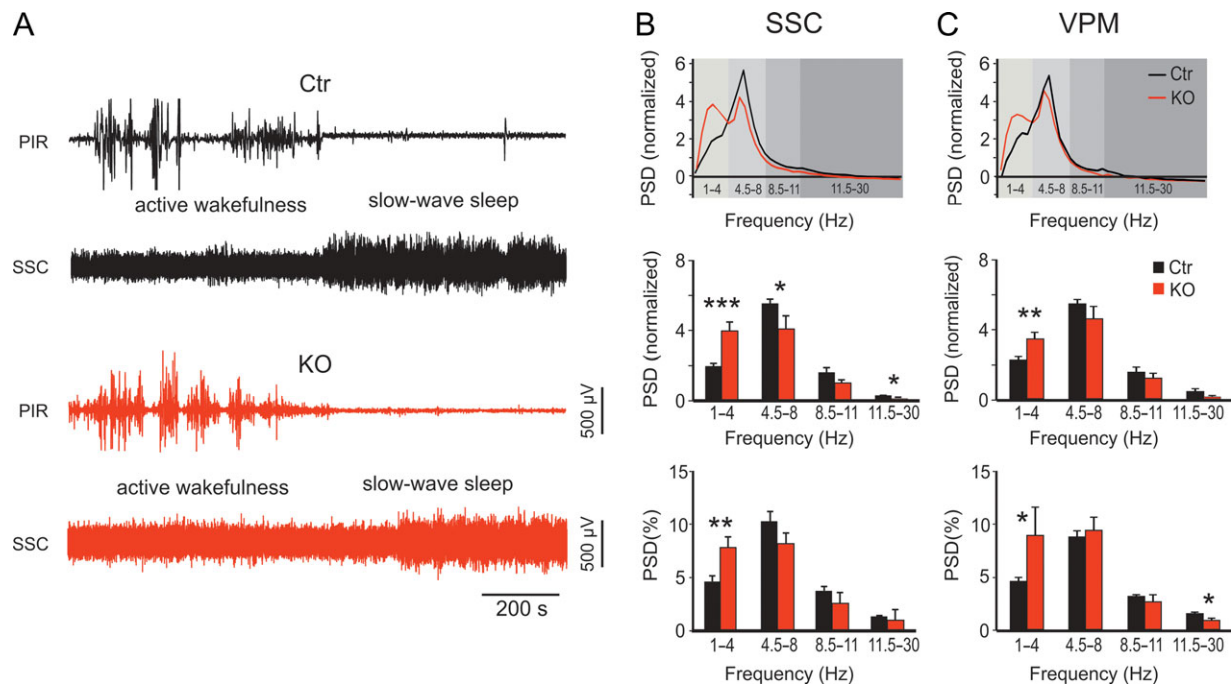 A
Ctr
PIR
active wakefulness
slow-wave sleep
SSC
KO
PIR
500 µV
active wakefulness
slow-wave sleep
SSC
500 µV
200 s
B
SSC
6
4
2
0
PSD (normalized)
1–4
4.5–8
8.5–11
11.5–30
Frequency (Hz)
8
4
0
PSD (normalized)
***
*
*
1–4
4.5–8
8.5–11
11.5–30
Frequency (Hz)
15
10
5
0
PSD(%)
**
1–4
4.5–8
8.5–11
11.5–30
Frequency (Hz)
C
VPM
6
4
2
0
PSD (normalized)
Ctr
KO
1–4
4.5–8
8.5–11
11.5–30
Frequency (Hz)
8
4
0
PSD (normalized)
Ctr
KO
**
1–4
4.5–8
8.5–11
11.5–30
Frequency (Hz)
15
10
5
0
PSD(%)
*
*
1–4
4.5–8
8.5–11
11.5–30
Frequency (Hz)